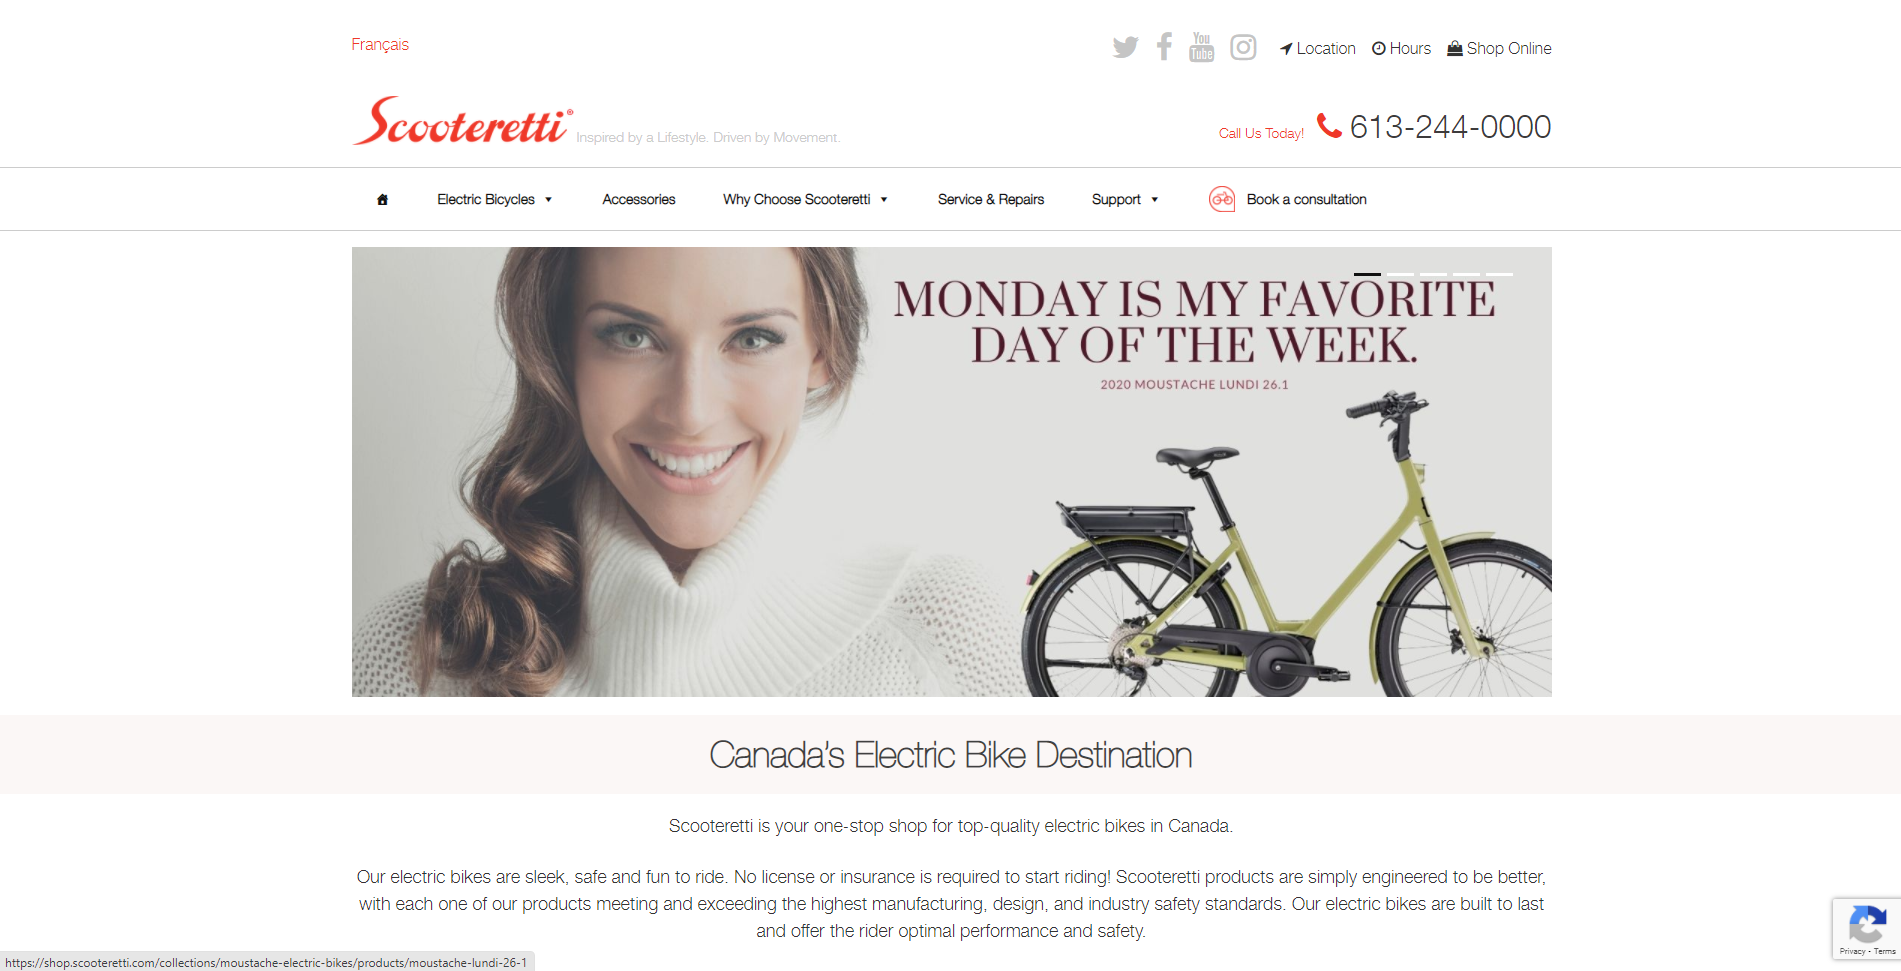 Français
You
Tube
Location
Hours
Shop Online
Scooteretti®
Inspired by a Lifestyle. Driven by Movement.
Call Us Today!
613-244-0000
Electric Bicycles
Accessories
Why Choose Scooteretti
Service & Repairs
Support
Book a consultation
MONDAY IS MY FAVORITE
DAY OF THE WEEK.
2020 MOUSTACHE LUNDI 26.1
Canada's Electric Bike Destination
Scooteretti is your one-stop shop for top-quality electric bikes in Canada.
Our electric bikes are sleek, safe and fun to ride. No license or insurance is required to start riding! Scooteretti products are simply engineered to be better,
with each one of our products meeting and exceeding the highest manufacturing, design, and industry safety standards. Our electric bikes are built to last
and offer the rider optimal performance and safety.
Privacy - Terms
https://shop.scooteretti.com/collections/moustache-electric-bikes/products/moustache-lundi-26-1